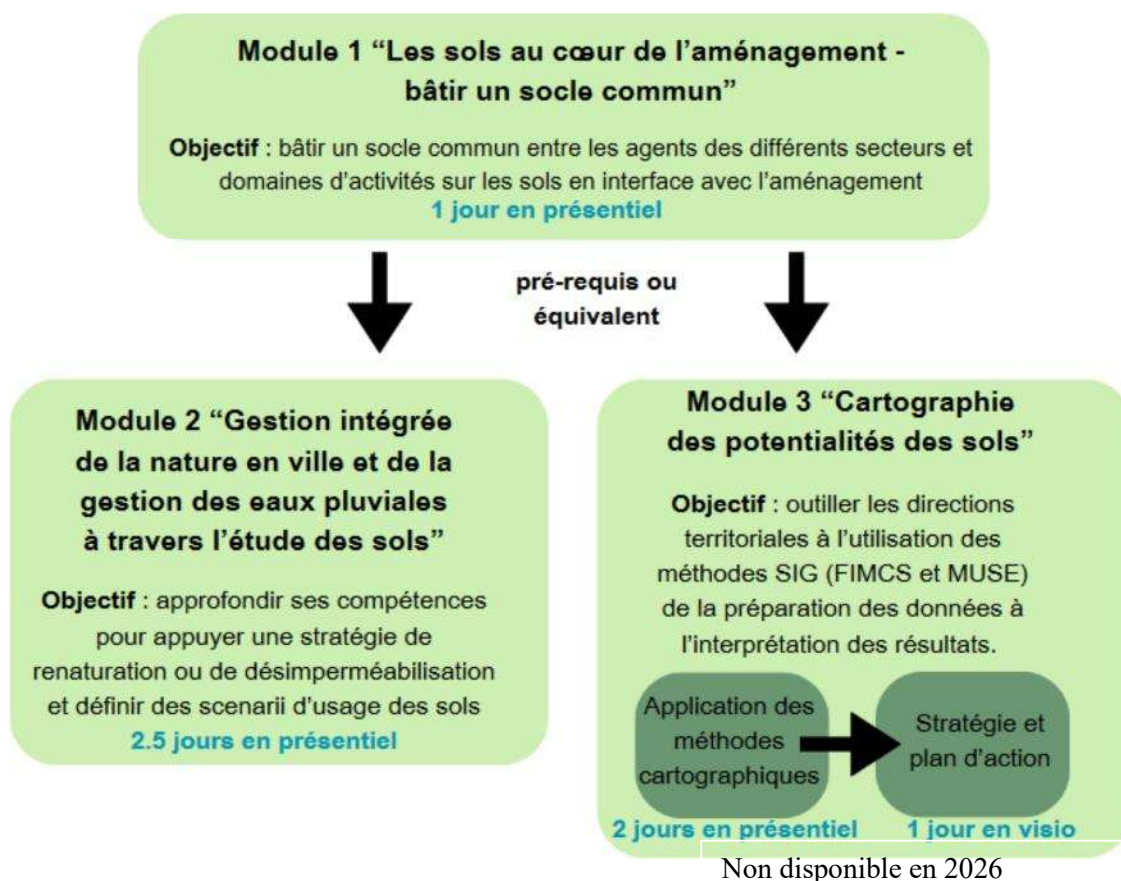 Module 1 “Les sols au cœur de l’aménagement -
bâtir un socle commun”
Objectif : bâtir un socle commun entre les agents des différents secteurs et
domaines d’activités sur les sols en interface avec l’aménagement
1 jour en présentiel
pré-requis ou
équivalent
Module 2 “Gestion intégrée
de la nature en ville et de la
gestion des eaux pluviales
à travers l’étude des sols”
Objectif : approfondir ses compétences
pour appuyer une stratégie de
renaturation ou de désimperméabilisation
et définir des scenarii d’usage des sols
2.5 jours en présentiel
Module 3 “Cartographie
des potentialités des sols”
Objectif : outiller les directions
territoriales à l’utilisation des
méthodes SIG (FIMCS et MUSE)
de la préparation des données à
l’interprétation des résultats.
Application des
méthodes
cartographiques
Stratégie et
plan d’action
2 jours en présentiel
1 jour en visio
Non disponible en 2026